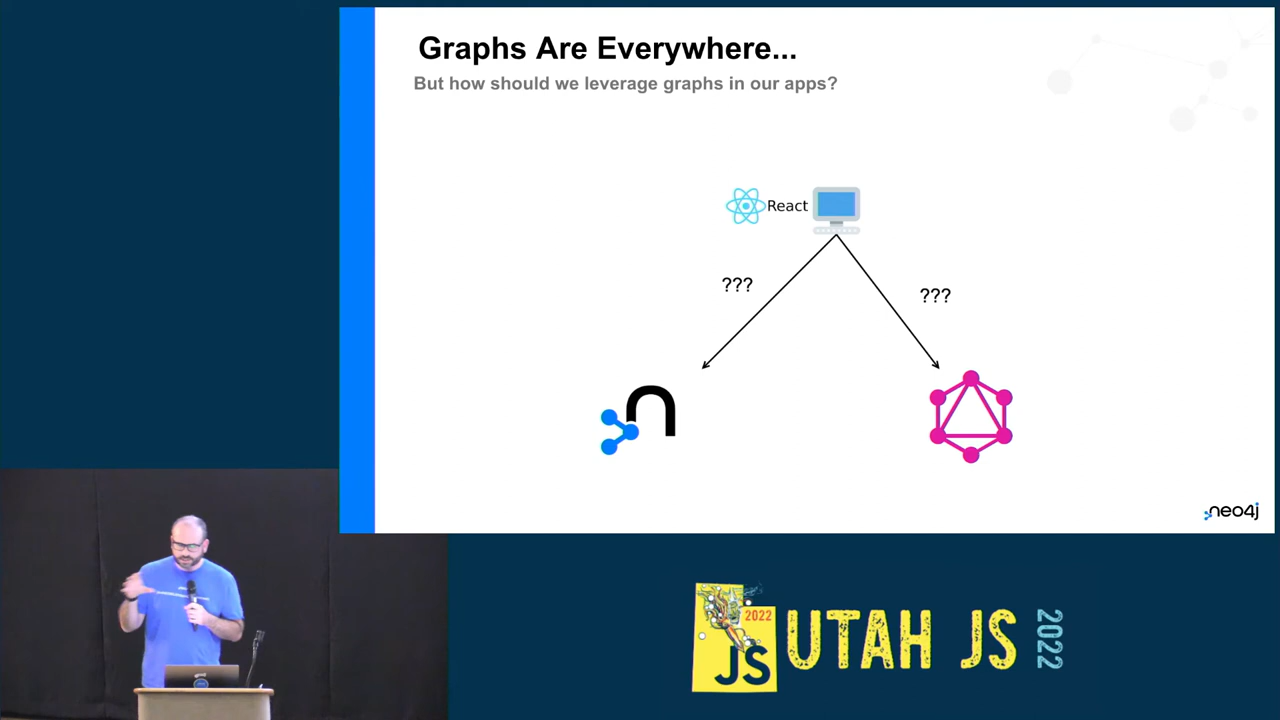 Graphs Are Everywhere...
But how should we leverage graphs in our apps?
React
???
???
neo4j
2022
JS
UTAH JS 2022